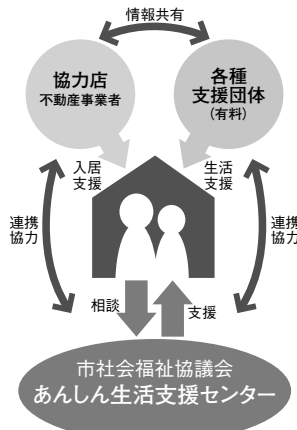 情報共有
協力店
不動産事業者
各種
支援団体
(有料)
入居
支援
生活
支援
連携
協力
連携
協力
相談
支援
市社会福祉協議会
あんしん生活支援センター